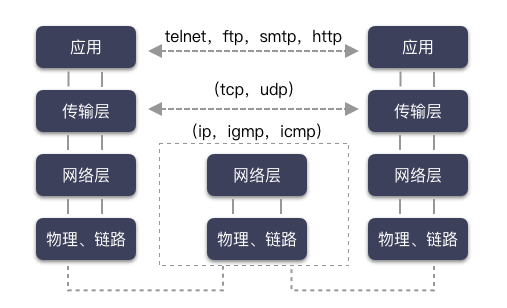 应用
telnet，ftp，smtp，http
应用
传输层
（tcp，udp）
传输层
（ip，igmp，icmp）
网络层
网络层
网络层
物理、链路
物理、链路
物理、链路